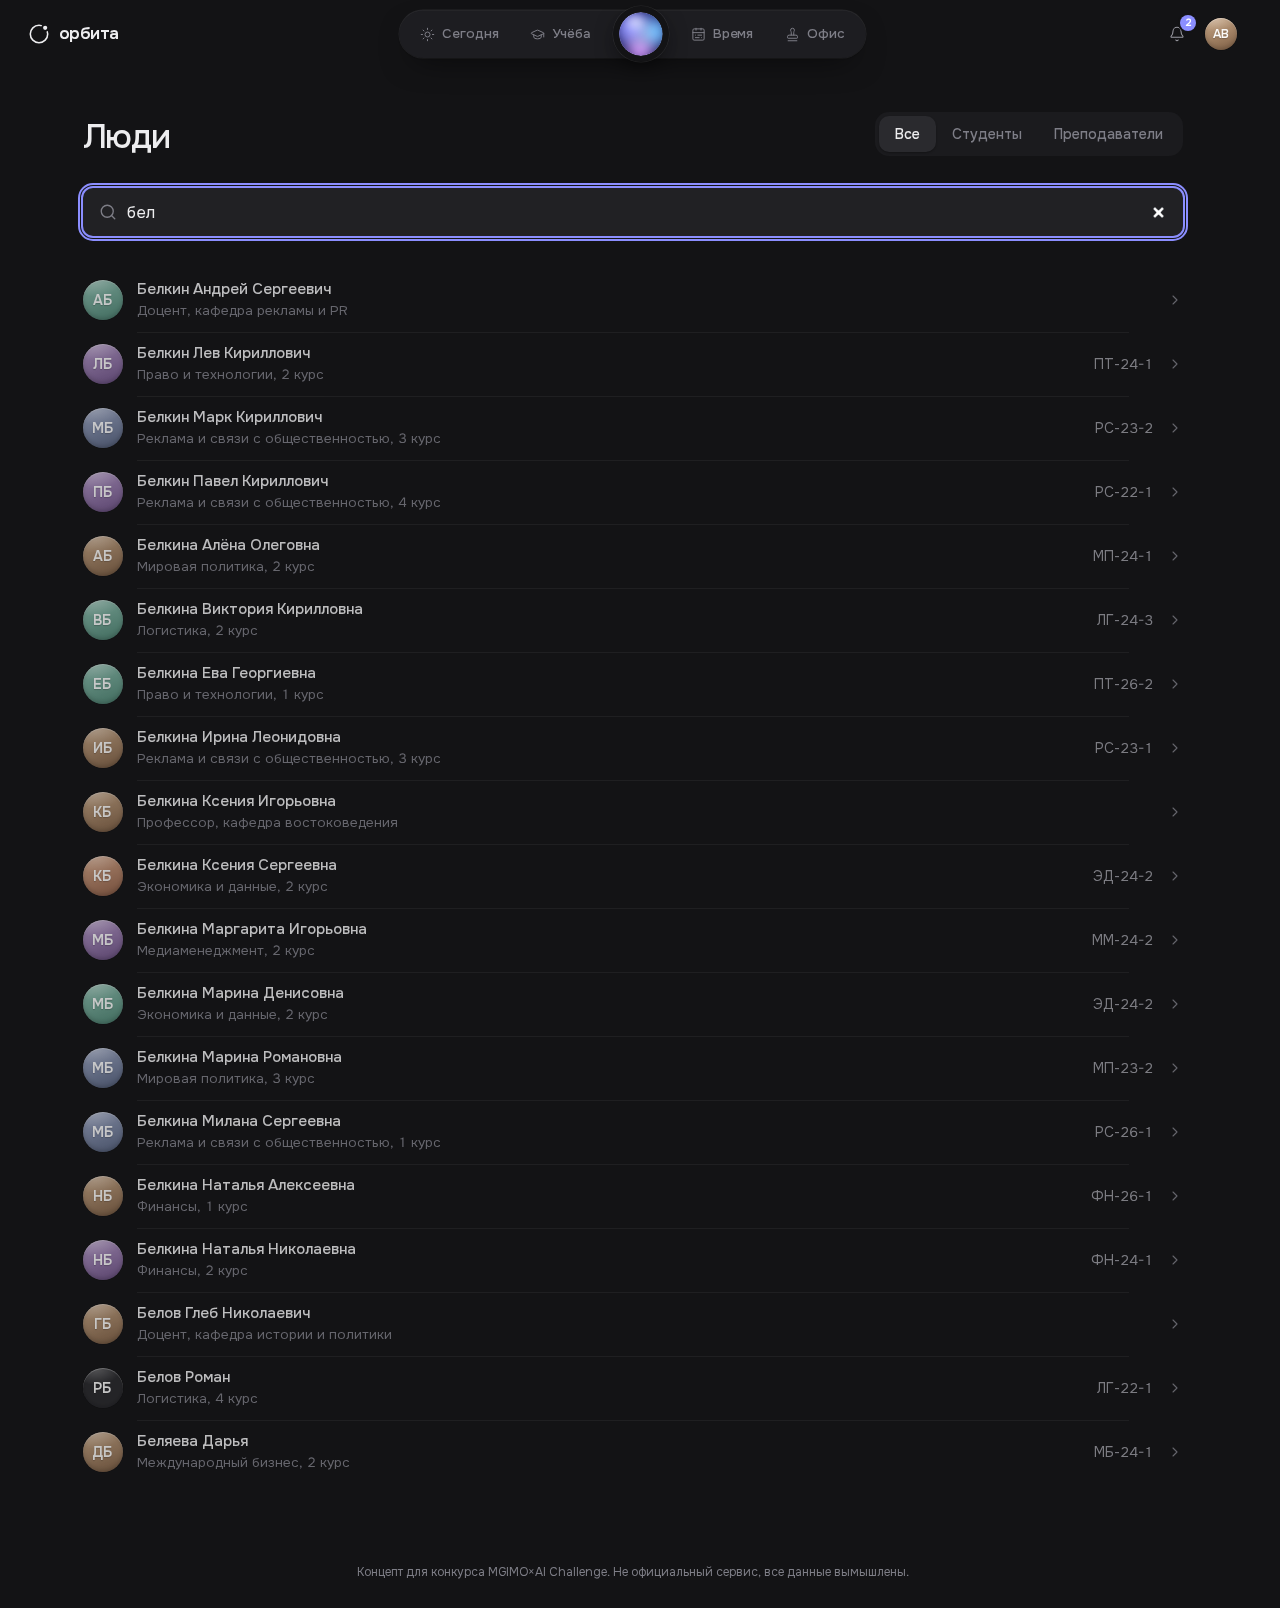 орбита
Сегодня
Учёба
Время
Офис
2
АВ
Люди
Все
Студенты
Преподаватели
бел
АБ
Белкин Андрей Сергеевич
Доцент, кафедра рекламы и PR
ЛБ
Белкин Лев Кириллович
Право и технологии, 2 курс
ПТ-24-1
МБ
Белкин Марк Кириллович
Реклама и связи с общественностью, 3 курс
РС-23-2
ПБ
Белкин Павел Кириллович
Реклама и связи с общественностью, 4 курс
РС-22-1
АБ
Белкина Алёна Олеговна
Мировая политика, 2 курс
МП-24-1
ВБ
Белкина Виктория Кирилловна
Логистика, 2 курс
ЛГ-24-3
ЕБ
Белкина Ева Георгиевна
Право и технологии, 1 курс
ПТ-26-2
ИБ
Белкина Ирина Леонидовна
Реклама и связи с общественностью, 3 курс
РС-23-1
КБ
Белкина Ксения Игорьовна
Профессор, кафедра востоковедения
КБ
Белкина Ксения Сергеевна
Экономика и данные, 2 курс
ЭД-24-2
МБ
Белкина Маргарита Игорьовна
Медиаменеджмент, 2 курс
ММ-24-2
МБ
Белкина Марина Денисовна
Экономика и данные, 2 курс
ЭД-24-2
МБ
Белкина Марина Романовна
Мировая политика, 3 курс
МП-23-2
МБ
Белкина Милана Сергеевна
Реклама и связи с общественностью, 1 курс
РС-26-1
НБ
Белкина Наталья Алексеевна
Финансы, 1 курс
ФН-26-1
НБ
Белкина Наталья Николаевна
Финансы, 2 курс
ФН-24-1
ГБ
Белов Глеб Николаевич
Доцент, кафедра истории и политики
РБ
Белов Роман
Логистика, 4 курс
ЛГ-22-1
ДБ
Беляева Дарья
Международный бизнес, 2 курс
МБ-24-1
Концепт для конкурса MGIMO×AI Challenge. Не официальный сервис, все данные вымышлены.